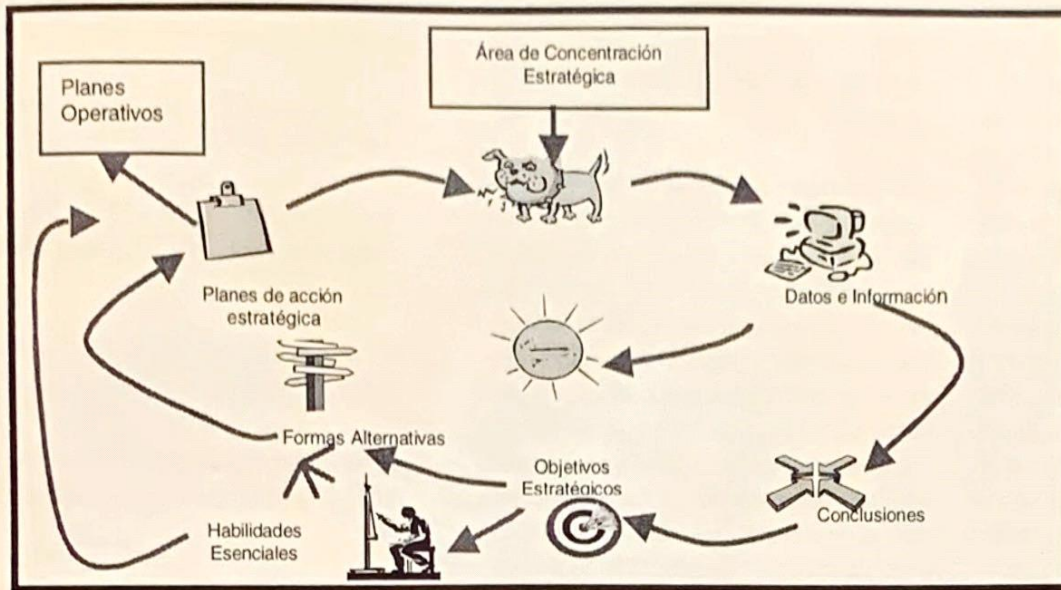 Planes
Operativos
Área de Concentración
Estratégica
Planes de acción
estratégica
Datos e Información
Formas Alternativas
Objetivos
Estratégicos
Conclusiones
Habilidades
Esenciales